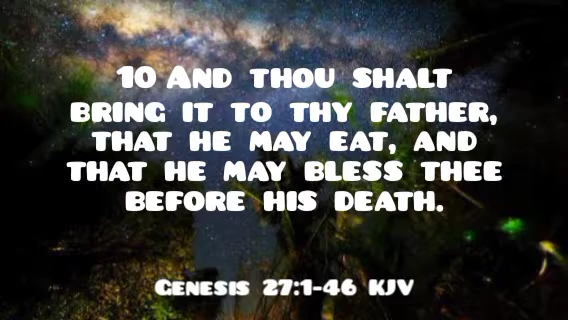 10 And thou shalt
bring it to thy father,
that he may eat, and
that he may bless thee
before his death.
Genesis 27:1-46 KJV